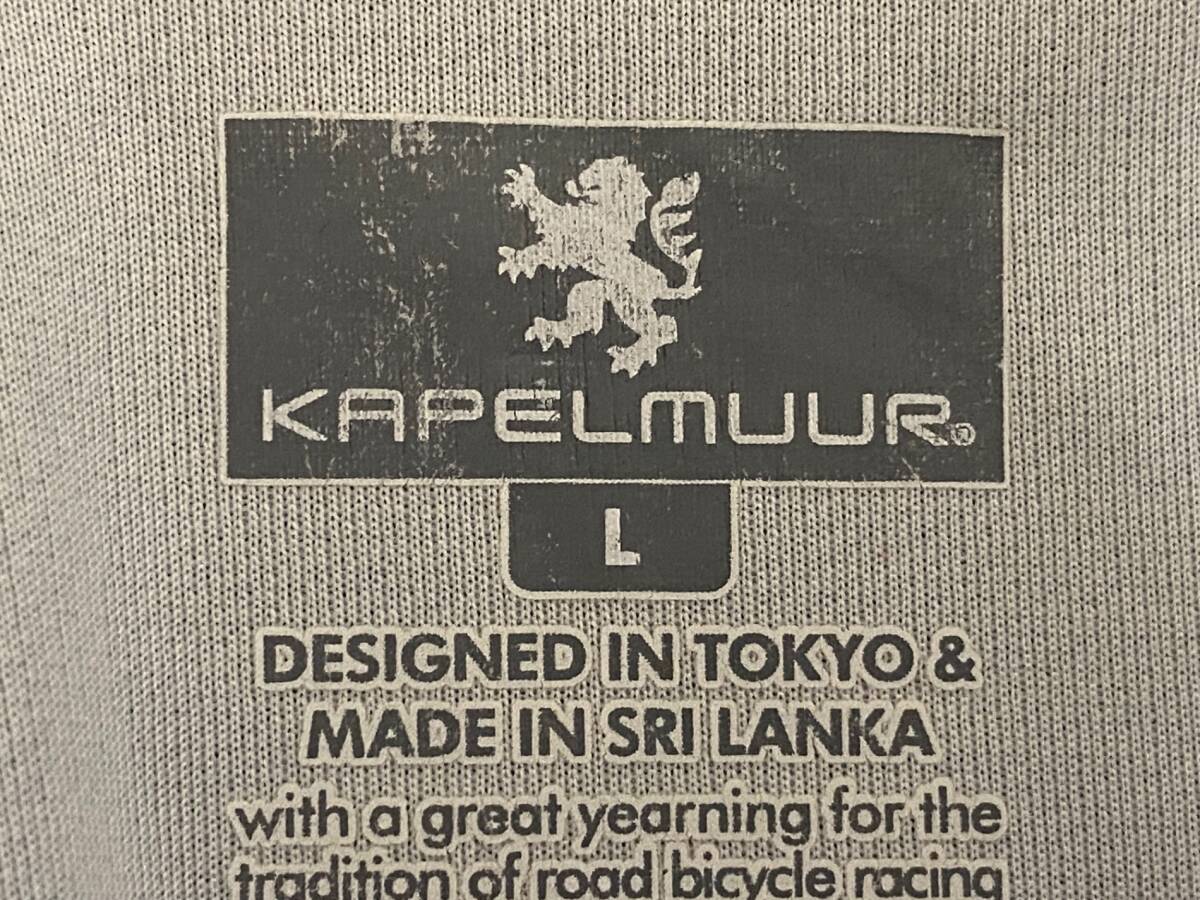 KAPELMUUR®
L
DESIGNED IN TOKYO &
MADE IN SRI LANKA
with a great yearning for the
tradition of road bicycle racing